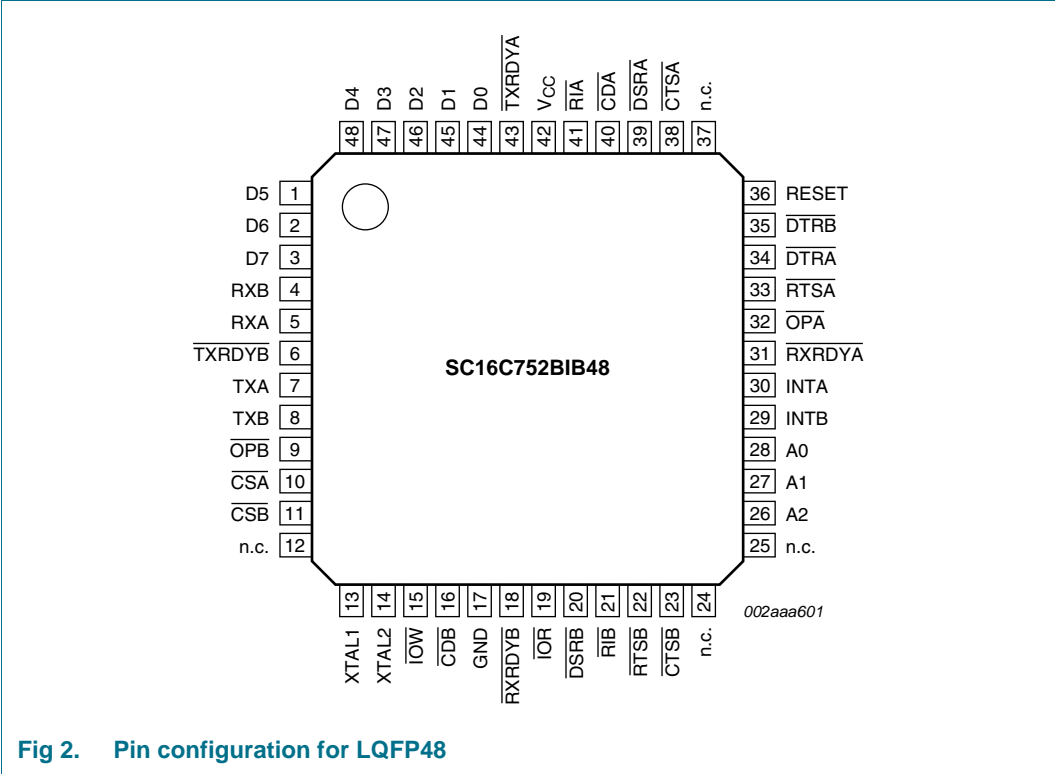 D4 D3 D2 D1 D0 TXRDYA VCC RIA CDA DSRA CTSA n.c.
48 47 46 45 44 43 42 41 40 39 38 37
D5 1 36 RESET
D6 2 35 DTRB
D7 3 34 DTRA
RXB 4 33 RTSA
RXA 5 32 OPA
TXRDYB 6 31 RXRDYA
SC16C752BIB48
TXA 7 30 INTA
TXB 8 29 INTB
OPB 9 28 A0
CSA 10 27 A1
CSB 11 26 A2
n.c. 12 25 n.c.
13 14 15 16 17 18 19 20 21 22 23 24
002aaa601
XTAL1 XTAL2 IOW CDB GND RXRDYB IOR DSRB RIB RTSB CTSB n.c.
Fig 2. Pin configuration for LQFP48